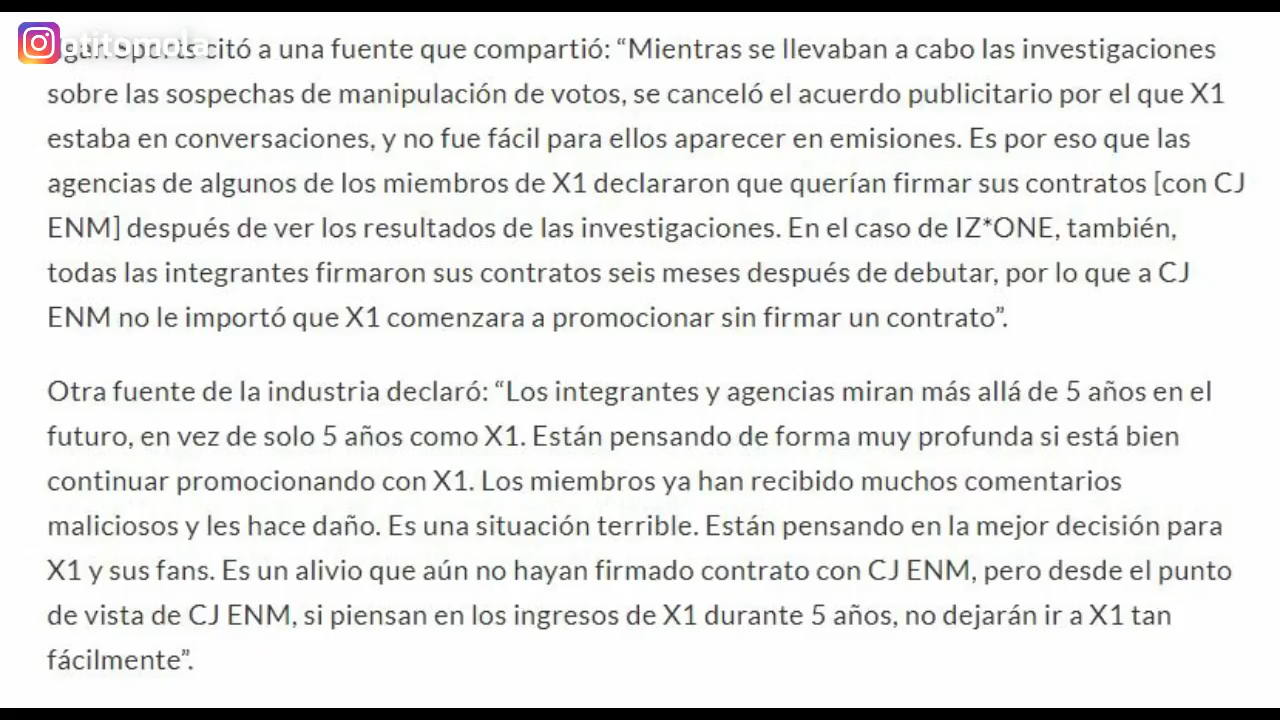 citó a una fuente que compartió: “Mientras se llevaban a cabo las investigaciones
sobre las sospechas de manipulación de votos, se canceló el acuerdo publicitario por el que X1
estaba en conversaciones, y no fue fácil para ellos aparecer en emisiones. Es por eso que las
agencias de algunos de los miembros de X1 declararon que querían firmar sus contratos [con CJ
ENM] después de ver los resultados de las investigaciones. En el caso de IZ*ONE, también,
todas las integrantes firmaron sus contratos seis meses después de debutar, por lo que a CJ
ENM no le importó que X1 comenzara a promocionar sin firmar un contrato”.
Otra fuente de la industria declaró: “Los integrantes y agencias miran más allá de 5 años en el
futuro, en vez de solo 5 años como X1. Están pensando de forma muy profunda si está bien
continuar promocionando con X1. Los miembros ya han recibido muchos comentarios
maliciosos y les hace daño. Es una situación terrible. Están pensando en la mejor decisión para
X1 y sus fans. Es un alivio que aún no hayan firmado contrato con CJ ENM, pero desde el punto
de vista de CJ ENM, si piensan en los ingresos de X1 durante 5 años, no dejarán ir a X1 tan
fácilmente”.